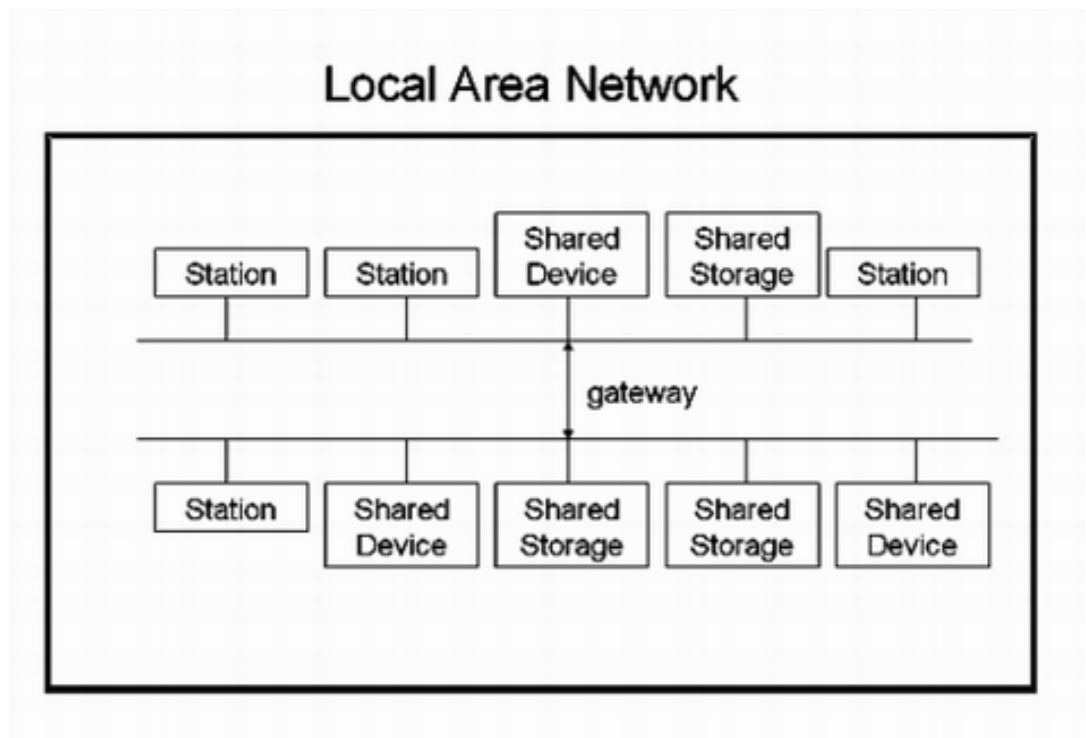 Local Area Network
Station
Station
Shared
Device
Shared
Storage
Station
gateway
Station
Shared
Device
Shared
Storage
Shared
Storage
Shared
Device